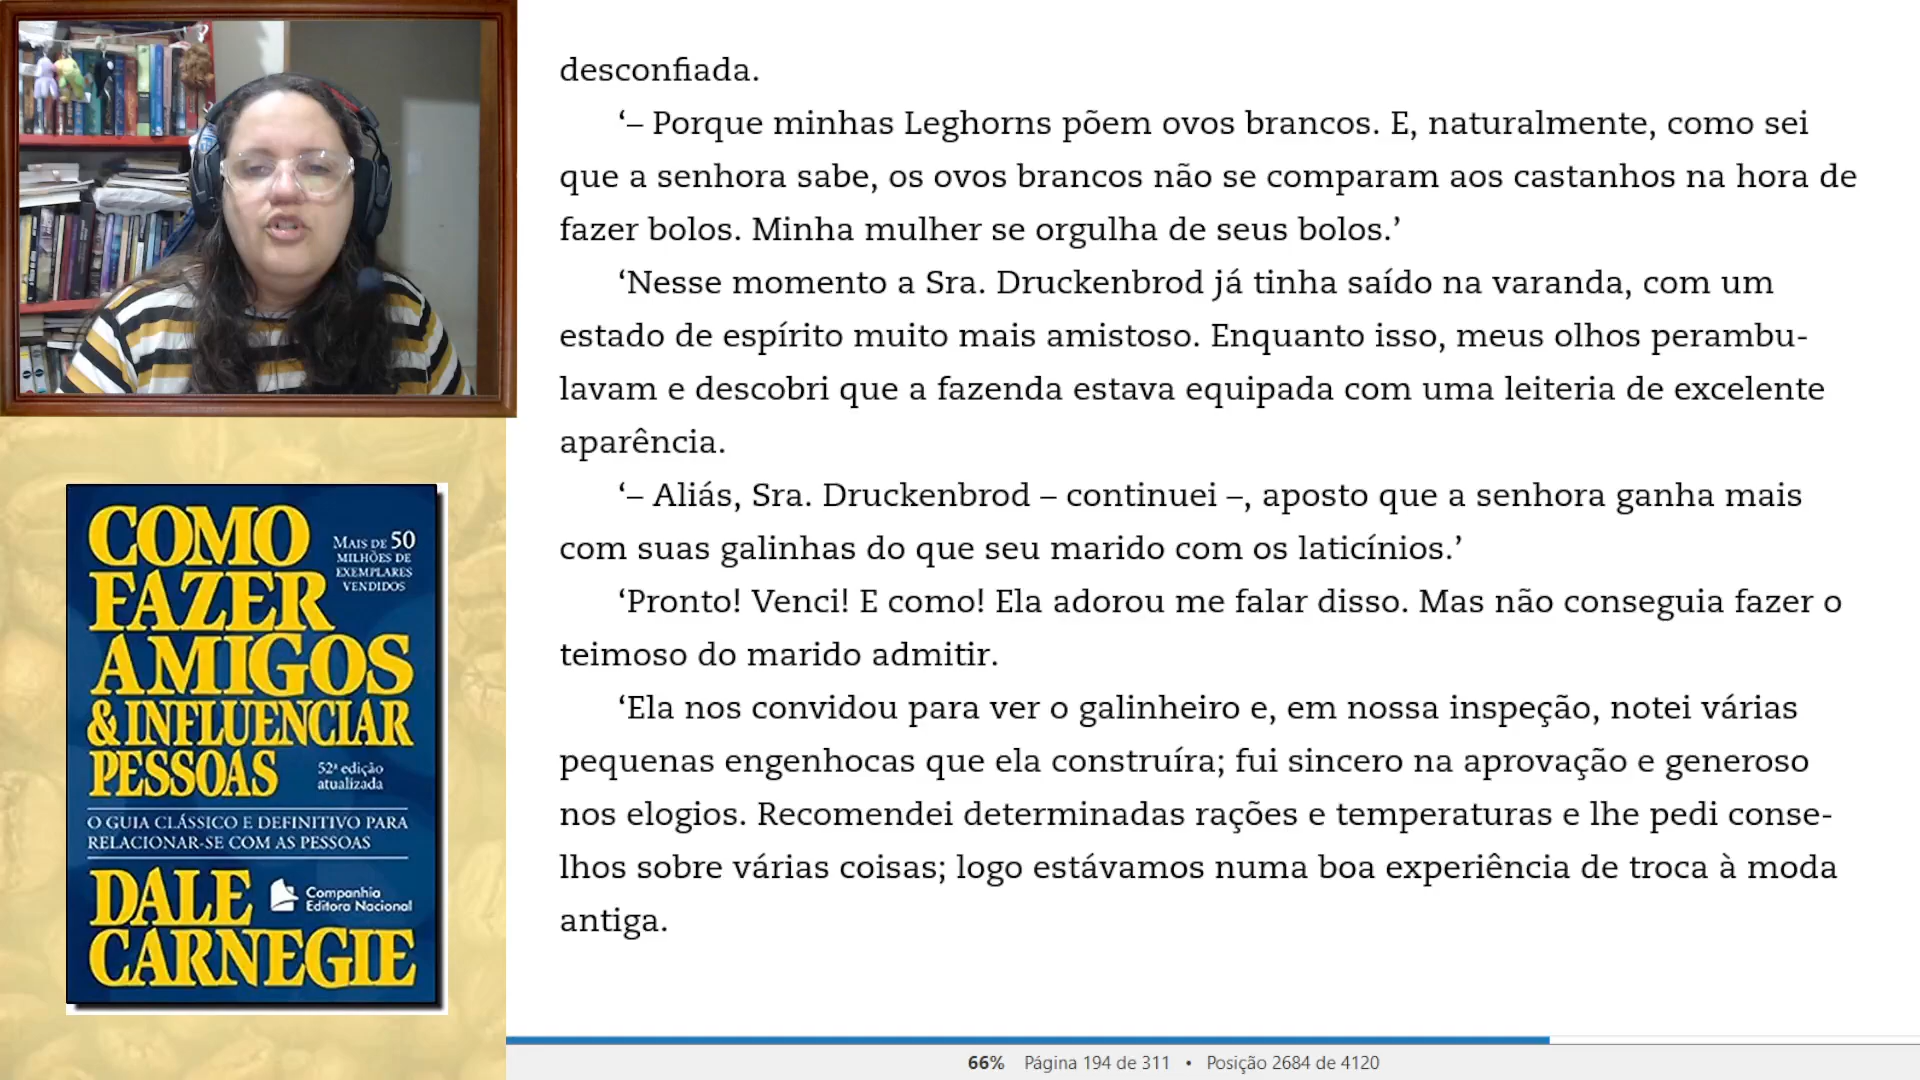 desconfiada.
‘– Porque minhas Leghorns põem ovos brancos. E, naturalmente, como sei
que a senhora sabe, os ovos brancos não se comparam aos castanhos na hora de
fazer bolos. Minha mulher se orgulha de seus bolos.’
‘Nesse momento a Sra. Druckenbrod já tinha saído na varanda, com um
estado de espírito muito mais amistoso. Enquanto isso, meus olhos perambu-
lavam e descobri que a fazenda estava equipada com uma leiteria de excelente
aparência.
‘– Aliás, Sra. Druckenbrod – continuei –, aposto que a senhora ganha mais
com suas galinhas do que seu marido com os laticínios.’
‘Pronto! Venci! E como! Ela adorou me falar disso. Mas não conseguia fazer o
teimoso do marido admitir.
‘Ela nos convidou para ver o galinheiro e, em nossa inspeção, notei várias
pequenas engenhocas que ela construíra; fui sincero na aprovação e generoso
nos elogios. Recomendei determinadas rações e temperaturas e lhe pedi conse-
lhos sobre várias coisas; logo estávamos numa boa experiência de troca à moda
antiga.
66% Página 194 de 311 • Posição 2684 de 4120
COMO
FAZER
AMIGOS
& INFLUENCIAR
PESSOAS
MAIS DE 50
MILHÕES DE
EXEMPLARES
VENDIDOS
52ª edição
atualizada
O GUIA CLÁSSICO E DEFINITIVO PARA
RELACIONAR-SE COM AS PESSOAS
DALE
CARNEGIE
Companhia
Editora Nacional